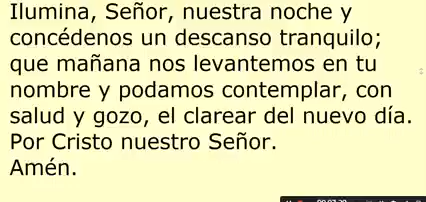 Ilumina, Señor, nuestra noche y
concédenos un descanso tranquilo;
que mañana nos levantemos en tu
nombre y podamos contemplar, con
salud y gozo, el clarear del nuevo día.
Por Cristo nuestro Señor.
Amén.